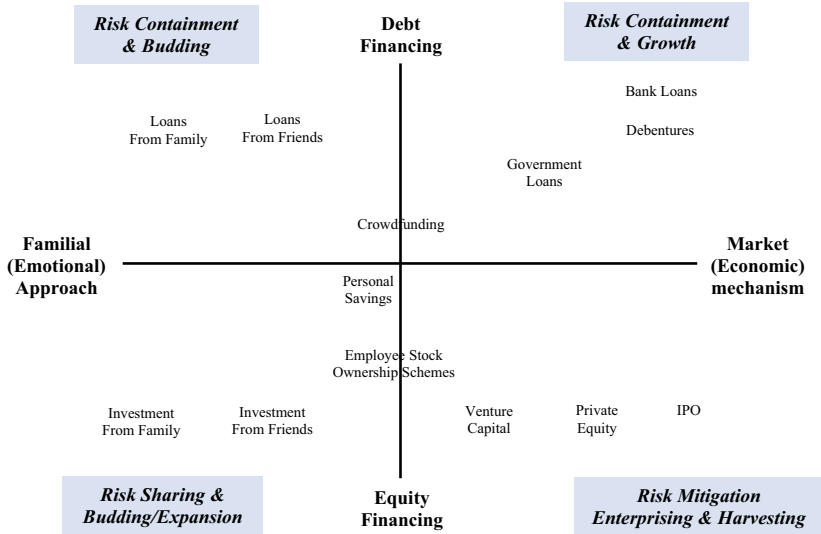 Risk Containment
& Budding
Debt
Financing
Risk Containment
& Growth
Bank Loans
Loans
From Family
Loans
From Friends
Debentures
Government
Loans
Crowdfunding
Familial
(Emotional)
Approach
Market
(Economic)
mechanism
Personal
Savings
Employee Stock
Ownership Schemes
Investment
From Family
Investment
From Friends
Venture
Capital
Private
Equity
IPO
Risk Sharing &
Budding/Expansion
Equity
Financing
Risk Mitigation
Enterprising & Harvesting